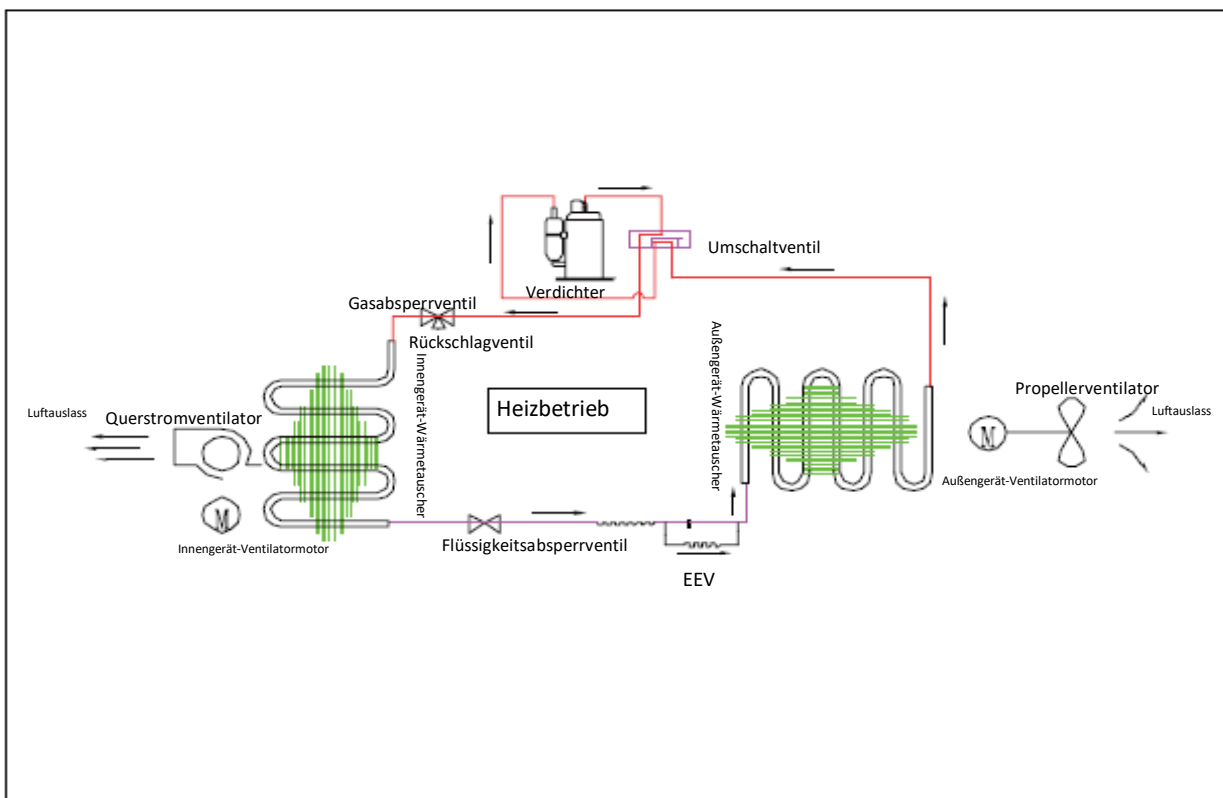 Umschaltventil
Verdichter
Gasabsperrventil
Rückschlagventil
Innengerät-Wärmetauscher
Außengerät-Wärmetauscher
Heizbetrieb
Propellerventilator
Luftauslass
Luftauslass
Querstromventilator
M
Außengerät-Ventilatormotor
M
Innengerät-Ventilatormotor
Flüssigkeitsabsperrventil
EEV